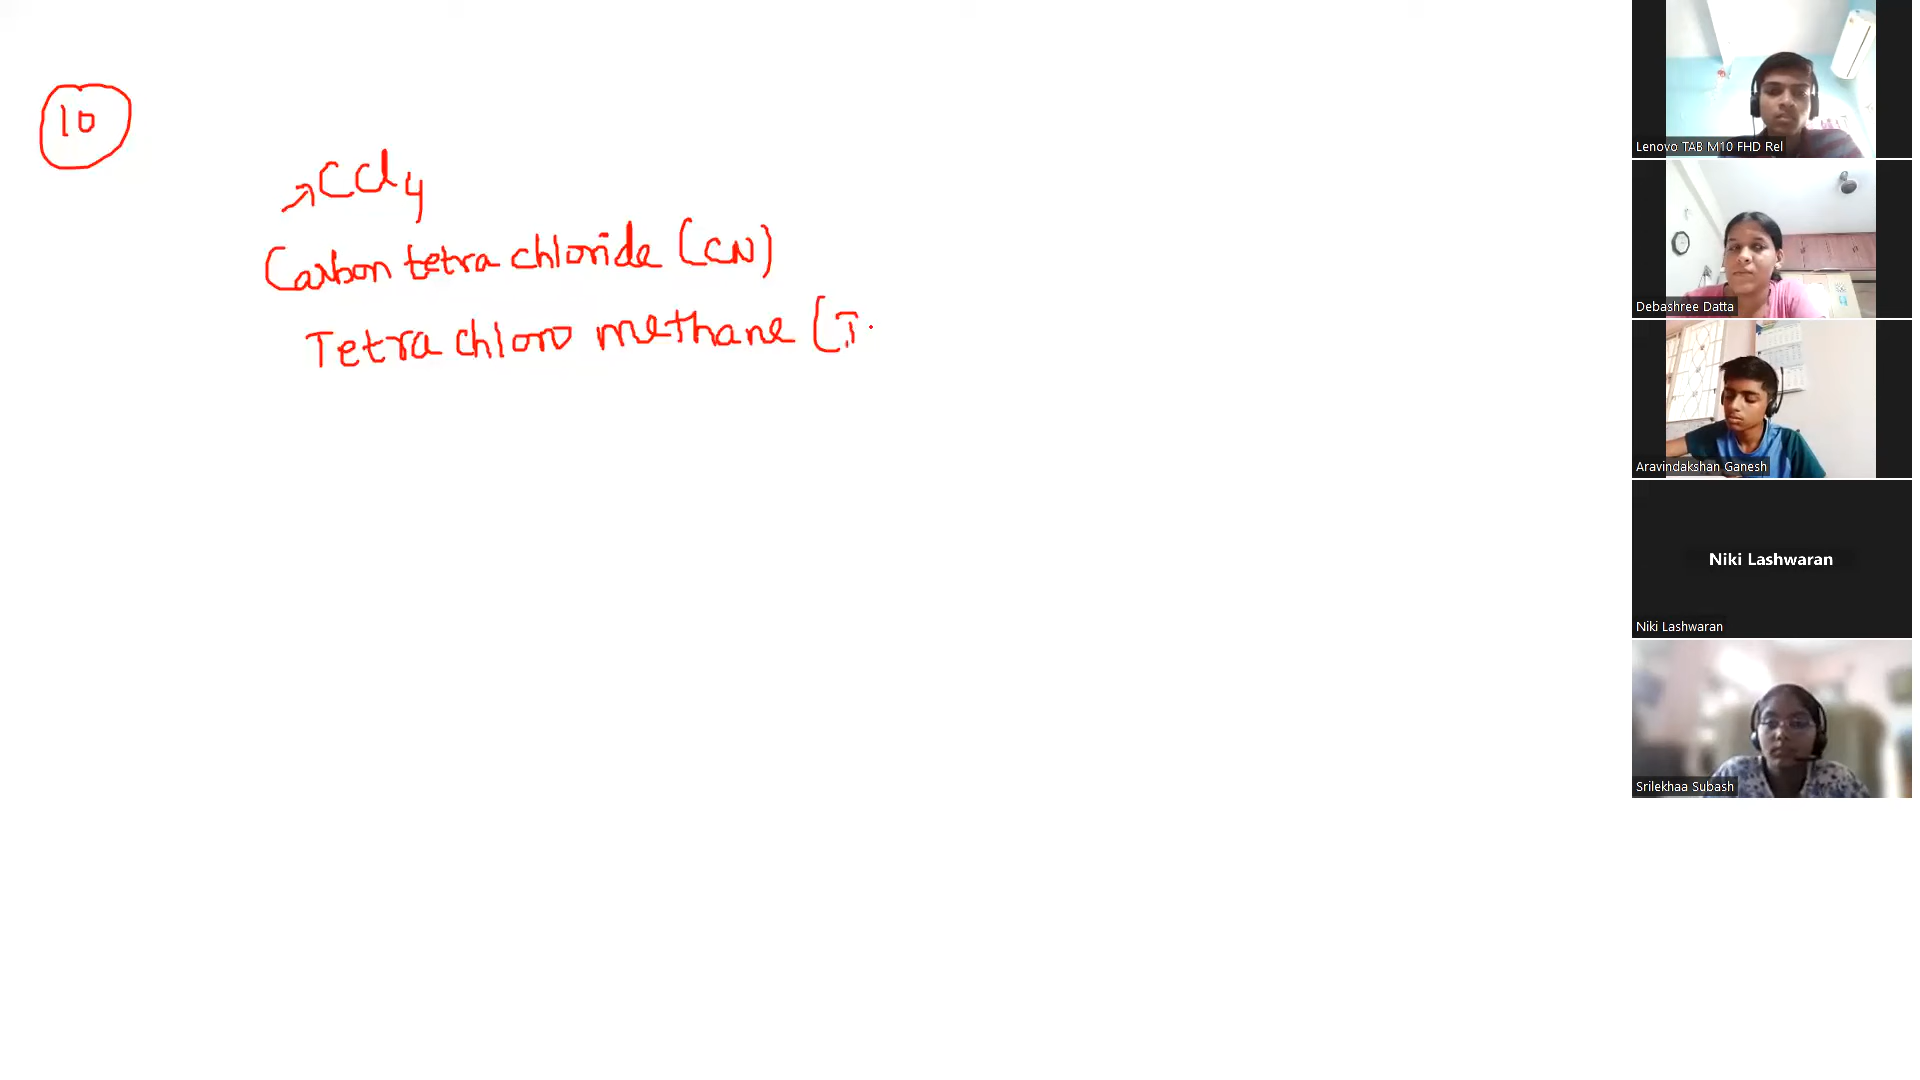 10
→CCl4
Carbon tetra chloride (CN)
Tetra chloro methane (I
Lenovo TAB M10 FHD Rel
Debashree Datta
Aravindakshan Ganesh
Niki Lashwaran
Niki Lashwaran
Srilekhaa Subash